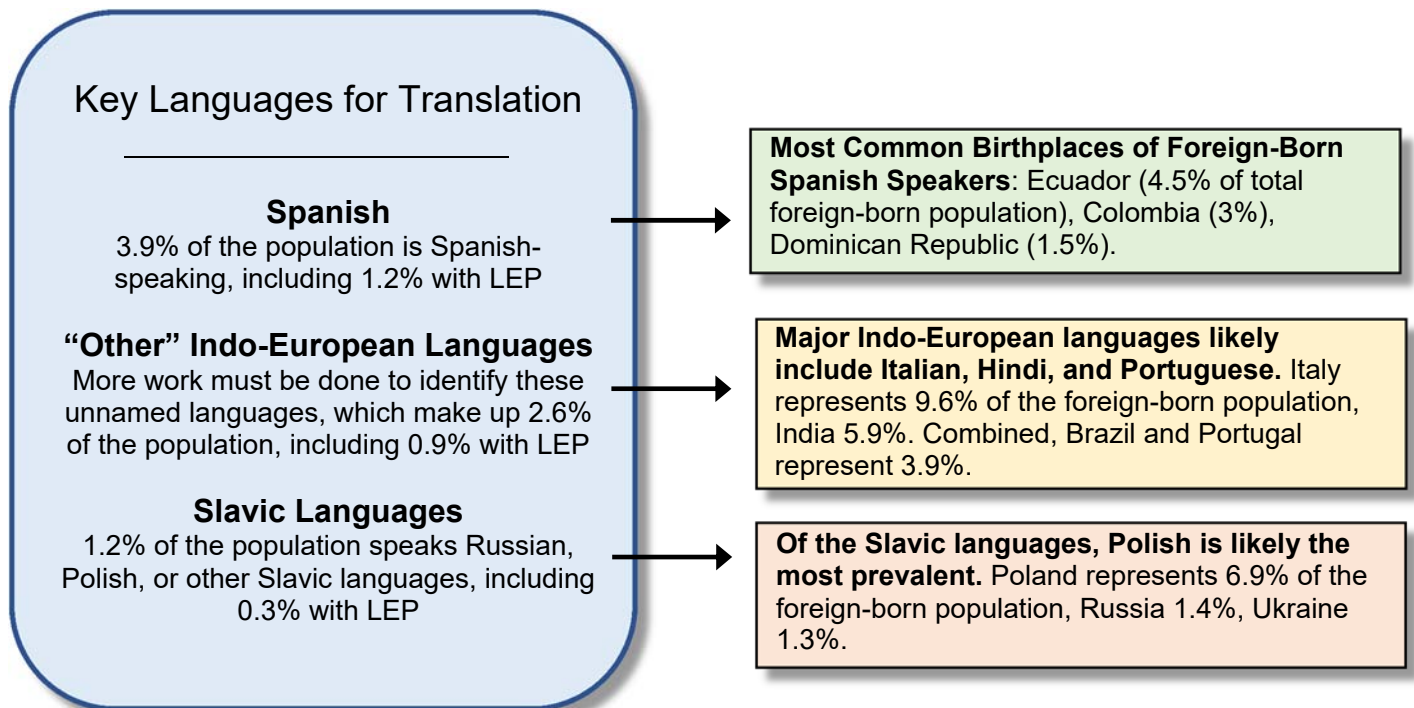 Key Languages for Translation
Spanish
3.9% of the population is Spanish-
speaking, including 1.2% with LEP
“Other” Indo-European Languages
More work must be done to identify these
unnamed languages, which make up 2.6%
of the population, including 0.9% with LEP
Slavic Languages
1.2% of the population speaks Russian,
Polish, or other Slavic languages, including
0.3% with LEP
Most Common Birthplaces of Foreign-Born
Spanish Speakers: Ecuador (4.5% of total
foreign-born population), Colombia (3%),
Dominican Republic (1.5%).
Major Indo-European languages likely
include Italian, Hindi, and Portuguese. Italy
represents 9.6% of the foreign-born population,
India 5.9%. Combined, Brazil and Portugal
represent 3.9%.
Of the Slavic languages, Polish is likely the
most prevalent. Poland represents 6.9% of the
foreign-born population, Russia 1.4%, Ukraine
1.3%.